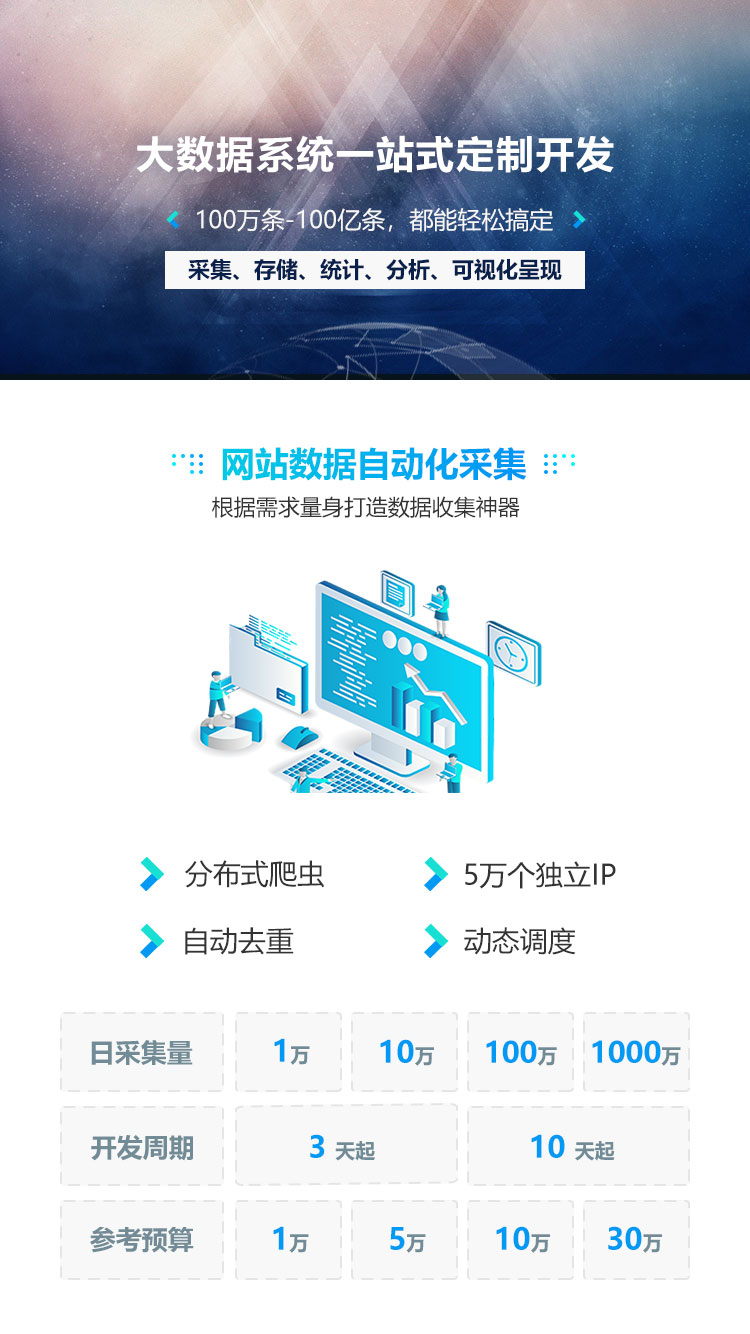 大数据系统一站式定制开发
100万条-100亿条，都能轻松搞定
采集、存储、统计、分析、可视化呈现
网站数据自动化采集
根据需求量身打造数据收集神器
分布式爬虫 5万个独立IP
自动去重 动态调度
日采集量 1万 10万 100万 1000万
开发周期 3 天起 10 天起
参考预算 1万 5万 10万 30万